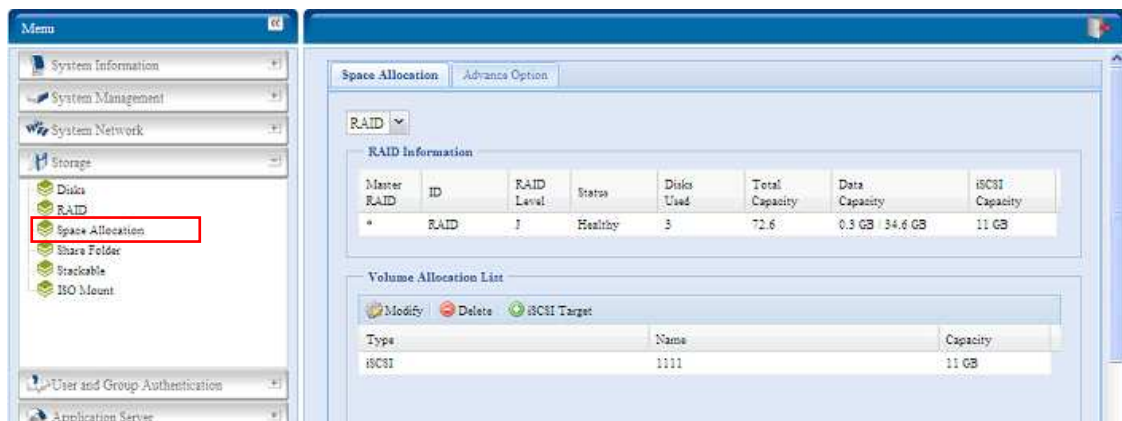 Menu
System Information
System Management
System Network
Storage
Disks
RAID
Space Allocation
Share Folder
Stackable
ISO Mount
User and Group Authentication
Application Server
Space Allocation Advance Option
RAID
RAID Information
Master RAID ID RAID Level Status Disks Used Total Capacity Data Capacity iSCSI Capacity
* RAID J Healthy 3 72.6 0.3 GB / 54.6 GB 11 GB
Volume Allocation List
Modify Delete iSCSI Target
Type Name Capacity
iSCSI 1111 11 GB